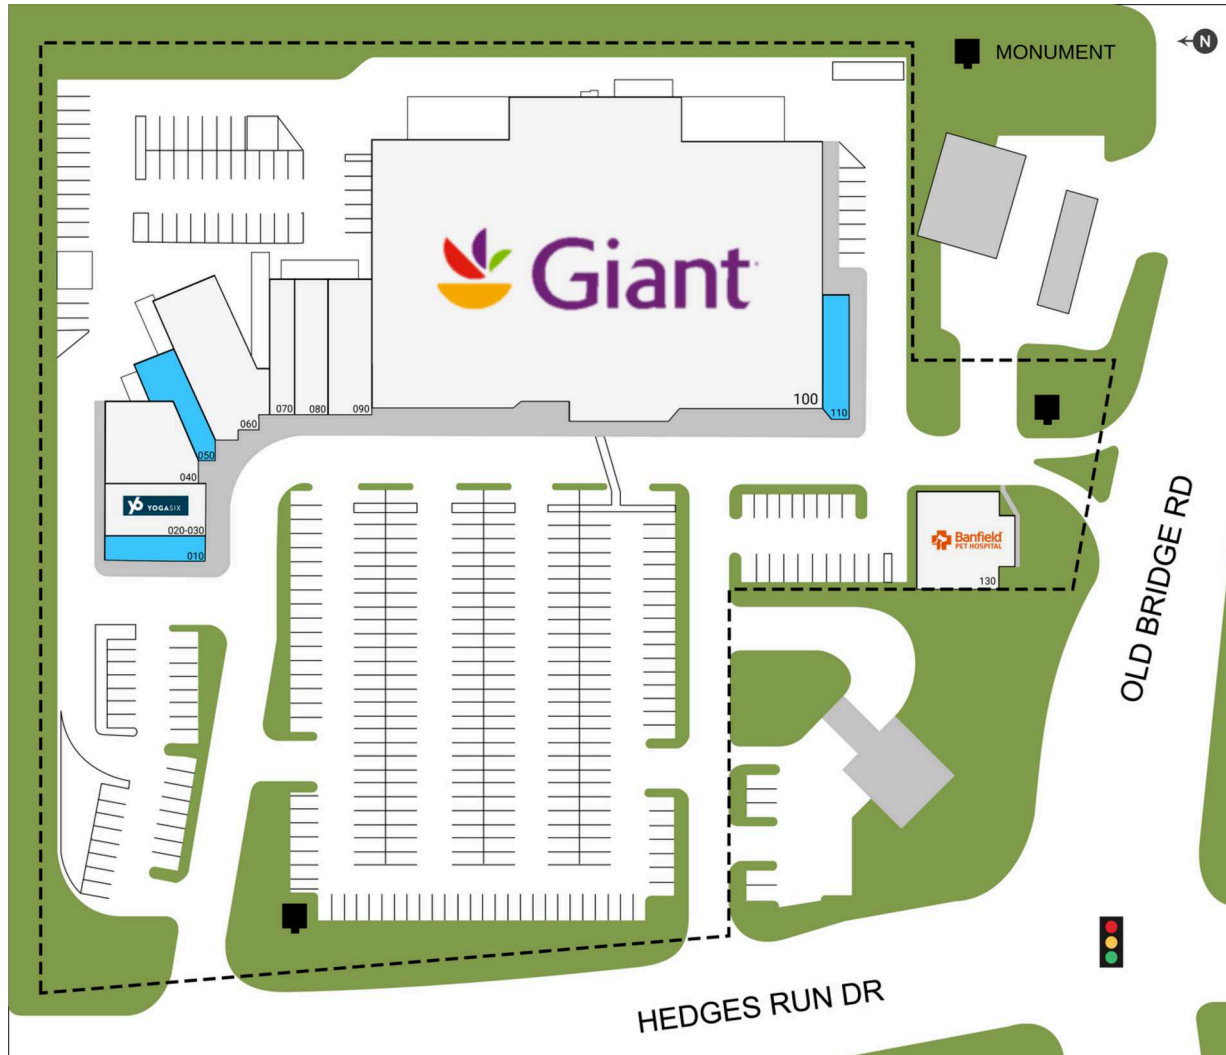 MONUMENT
N
Giant
100
110
070
080
090
060
050
040
YOGASIX
020-030
010
Banfield
PET HOSPITAL
130
OLD BRIDGE RD
HEDGES RUN DR